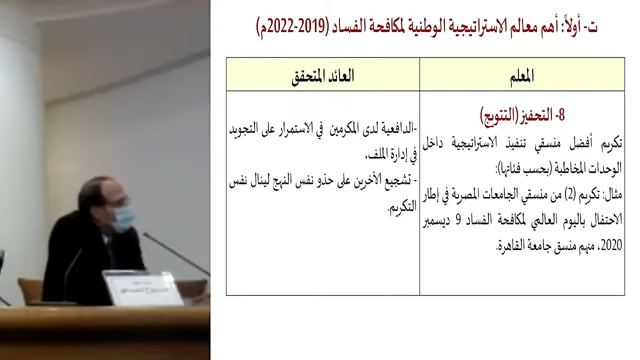 ت- أولاً: أهم معالم الاستراتيجية الوطنية لمكافحة الفساد (2019-2022م)
المعلم
العائد المتحقق
8- التحفيز (التتويج)
تكريم أفضل منسقي تنفيذ الاستراتيجية داخل
الوحدات المخاطبة (بحسب فئاتها):
مثال: تكريم (2) من منسقي الجامعات المصرية في إطار
الاحتفال باليوم العالمي لمكافحة الفساد 9 ديسمبر
2020، منهم منسق جامعة القاهرة.
-الدافعية لدى المكرمين في الاستمرار على التجويد
في إدارة الملف،
- تشجيع الآخرين على حذو نفس النهج لينال نفس
التكريم.